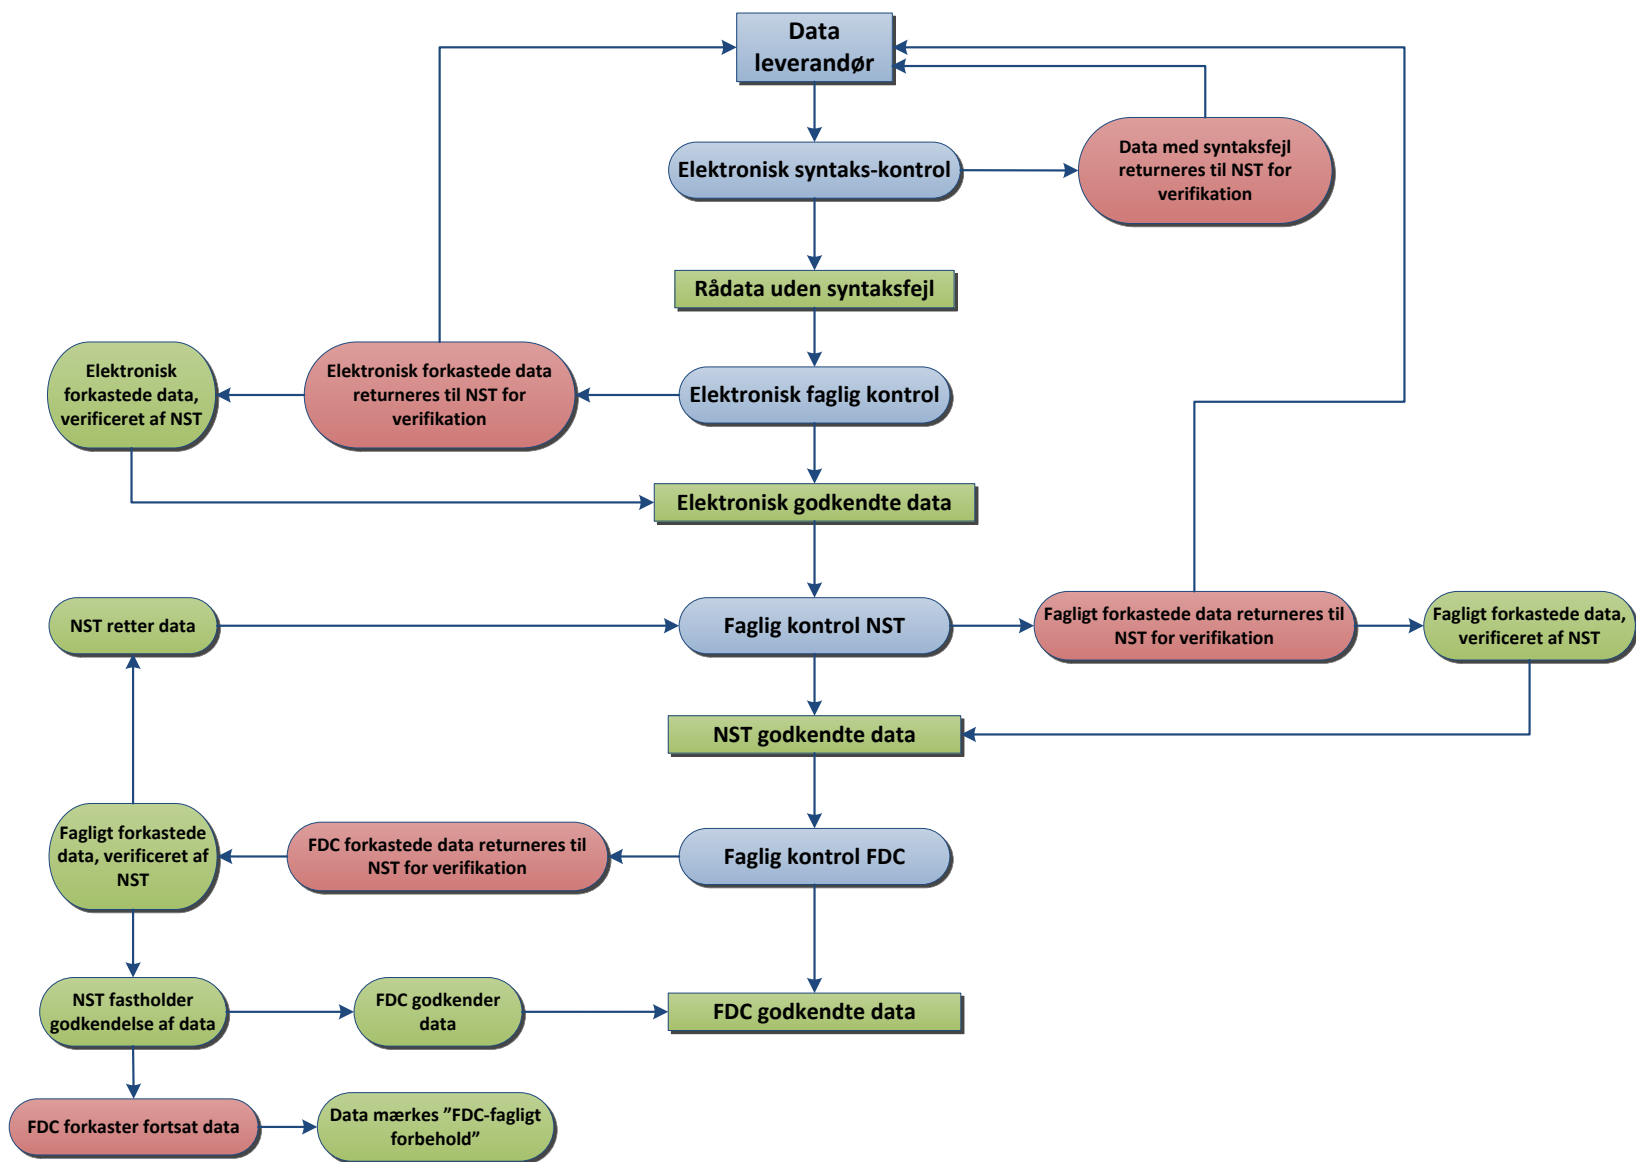 Data
leverandør
Data med syntaksfejl
returneres til NST for
verifikation
Elektronisk syntaks-kontrol
Rådata uden syntaksfejl
Elektronisk
forkastede data,
verificeret af NST
Elektronisk forkastede data
returneres til NST for
verifikation
Elektronisk faglig kontrol
Elektronisk godkendte data
NST retter data
Faglig kontrol NST
Fagligt forkastede data returneres til
NST for verifikation
Fagligt forkastede data,
verificeret af NST
NST godkendte data
Fagligt forkastede
data, verificeret af
NST
FDC forkastede data returneres til
NST for verifikation
Faglig kontrol FDC
NST fastholder
godkendelse af data
FDC godkender
data
FDC godkendte data
FDC forkaster fortsat data
Data mærkes ”FDC-fagligt
forbehold”